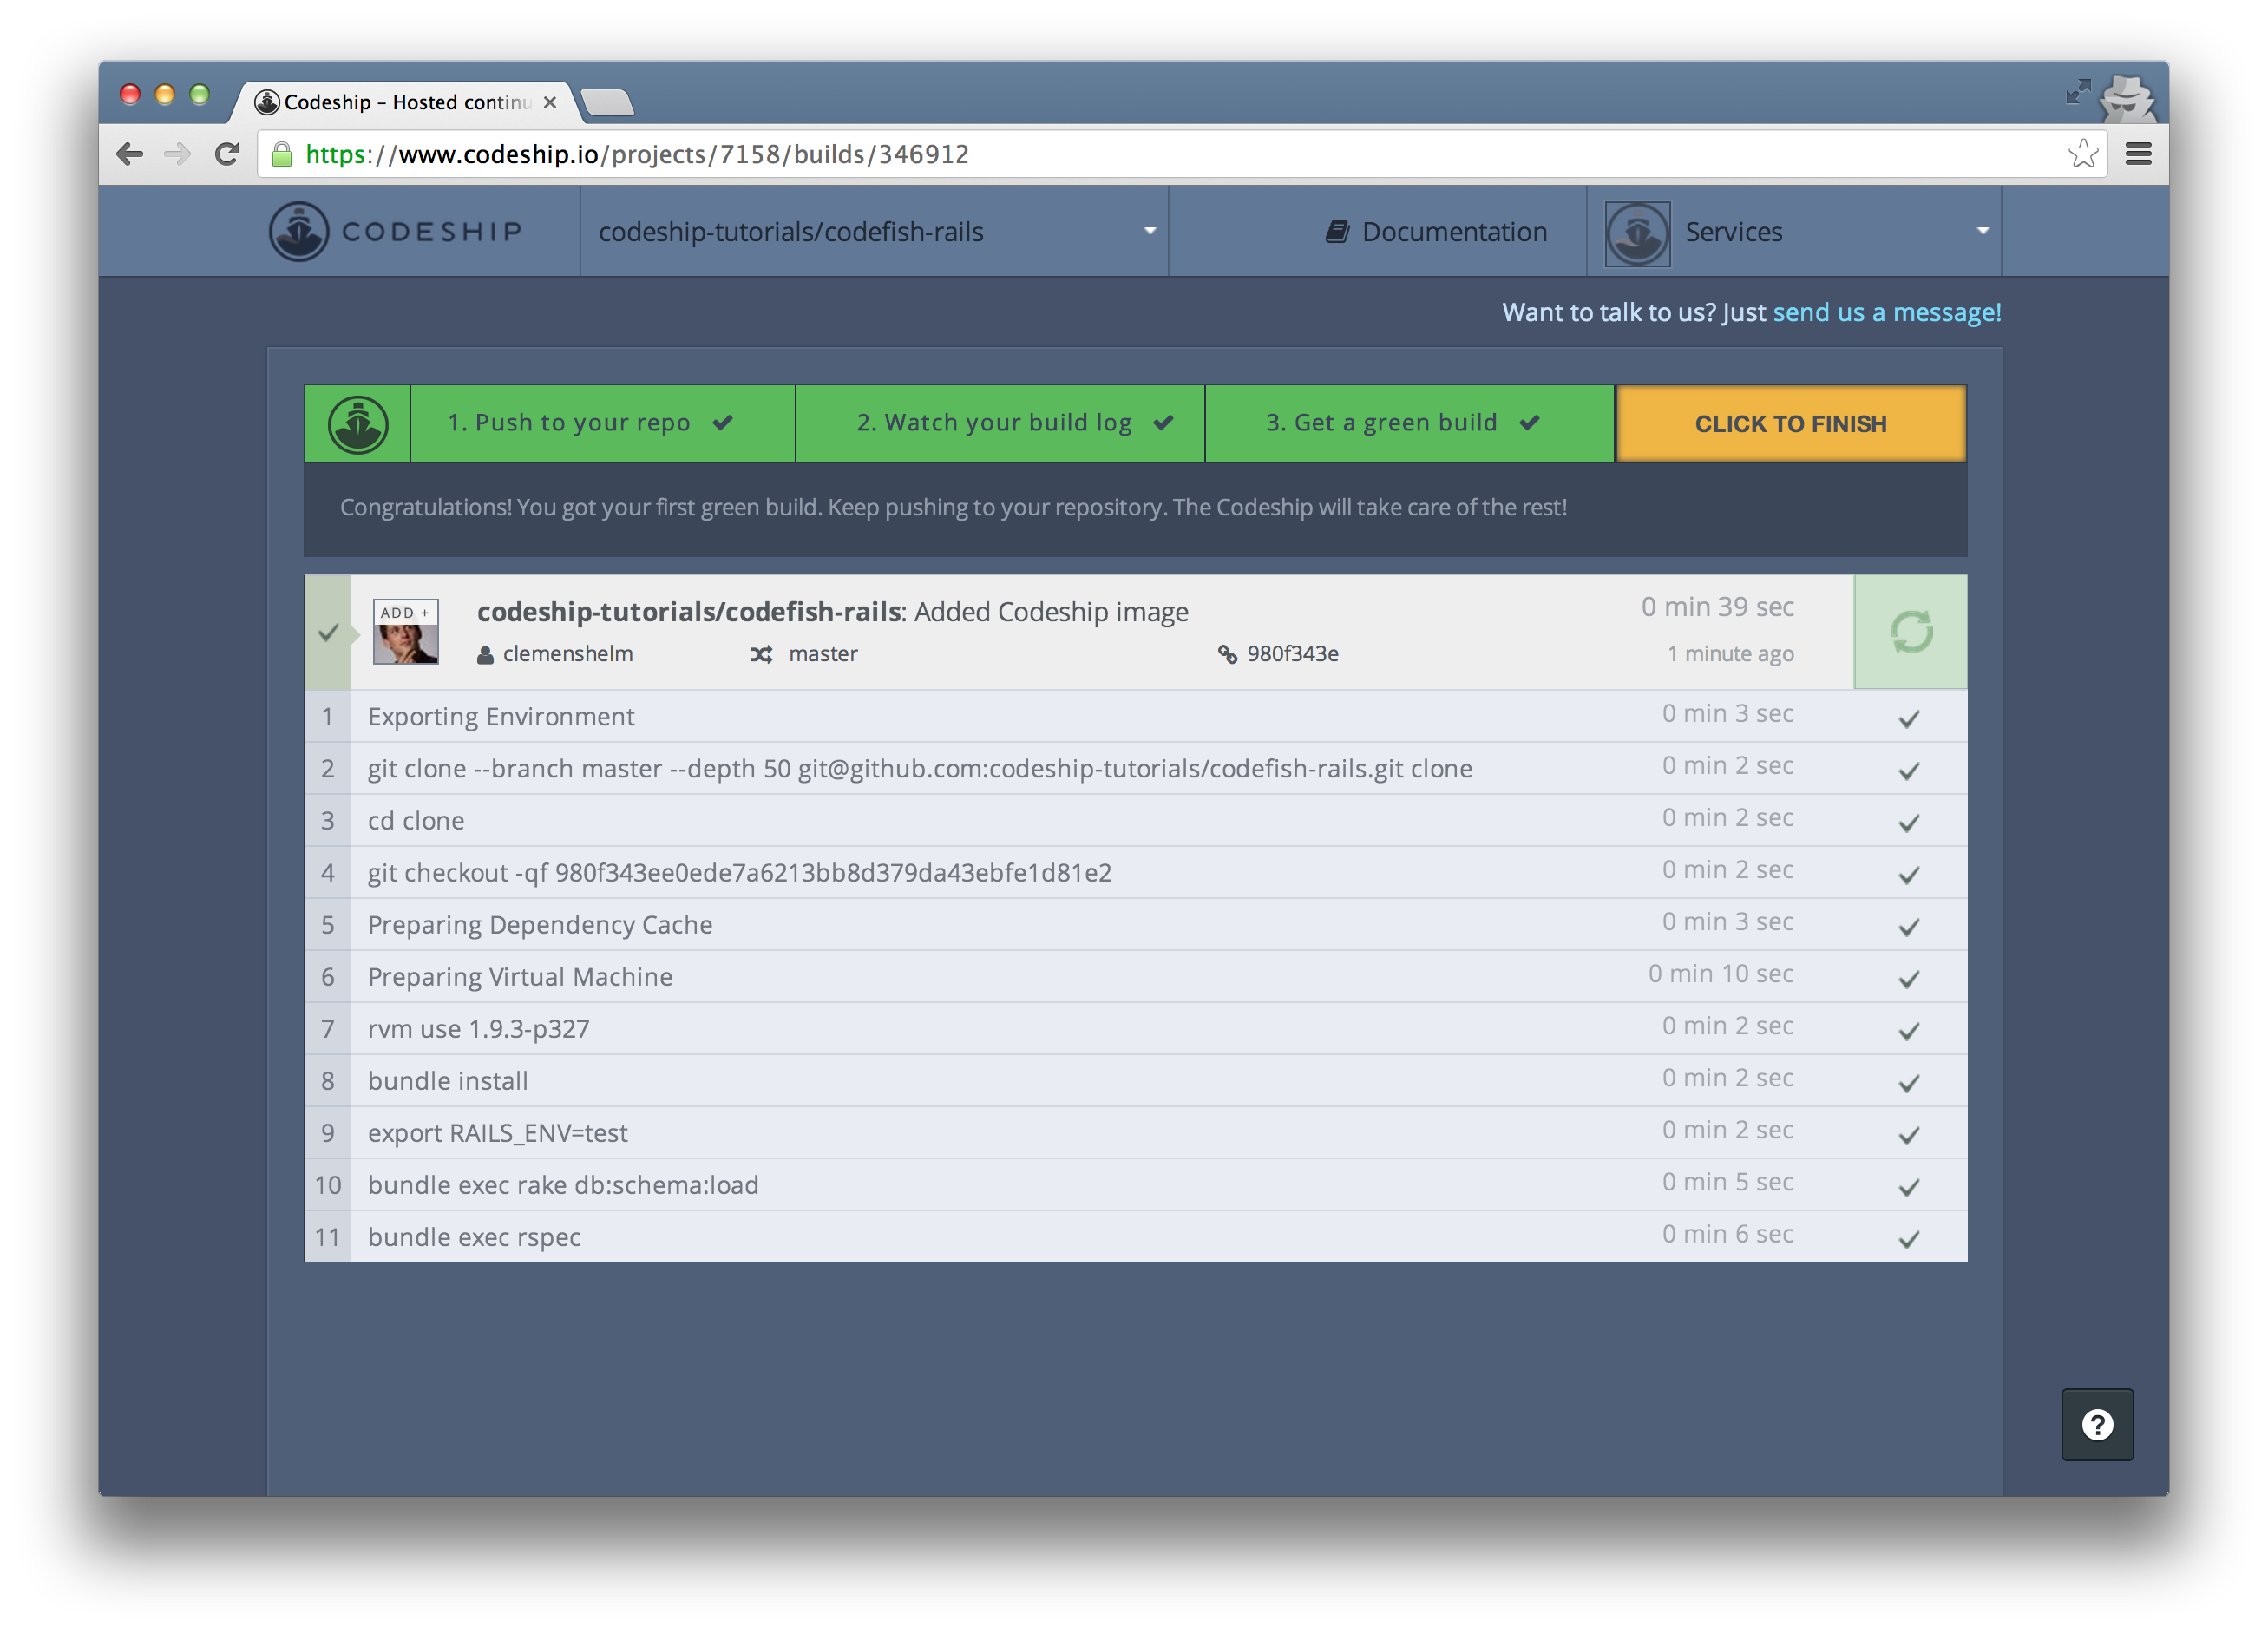 Codeship – Hosted continu
https://www.codeship.io/projects/7158/builds/346912
CODESHIP
codeship-tutorials/codefish-rails
Documentation
Services
Want to talk to us? Just send us a message!
1. Push to your repo
2. Watch your build log
3. Get a green build
CLICK TO FINISH
Congratulations! You got your first green build. Keep pushing to your repository. The Codeship will take care of the rest!
ADD +
codeship-tutorials/codefish-rails: Added Codeship image
0 min 39 sec
clemenshelm
master
980f343e
1 minute ago
1 Exporting Environment 0 min 3 sec
2 git clone --branch master --depth 50 git@github.com:codeship-tutorials/codefish-rails.git clone 0 min 2 sec
3 cd clone 0 min 2 sec
4 git checkout -qf 980f343ee0ede7a6213bb8d379da43ebfe1d81e2 0 min 2 sec
5 Preparing Dependency Cache 0 min 3 sec
6 Preparing Virtual Machine 0 min 10 sec
7 rvm use 1.9.3-p327 0 min 2 sec
8 bundle install 0 min 2 sec
9 export RAILS_ENV=test 0 min 2 sec
10 bundle exec rake db:schema:load 0 min 5 sec
11 bundle exec rspec 0 min 6 sec
?